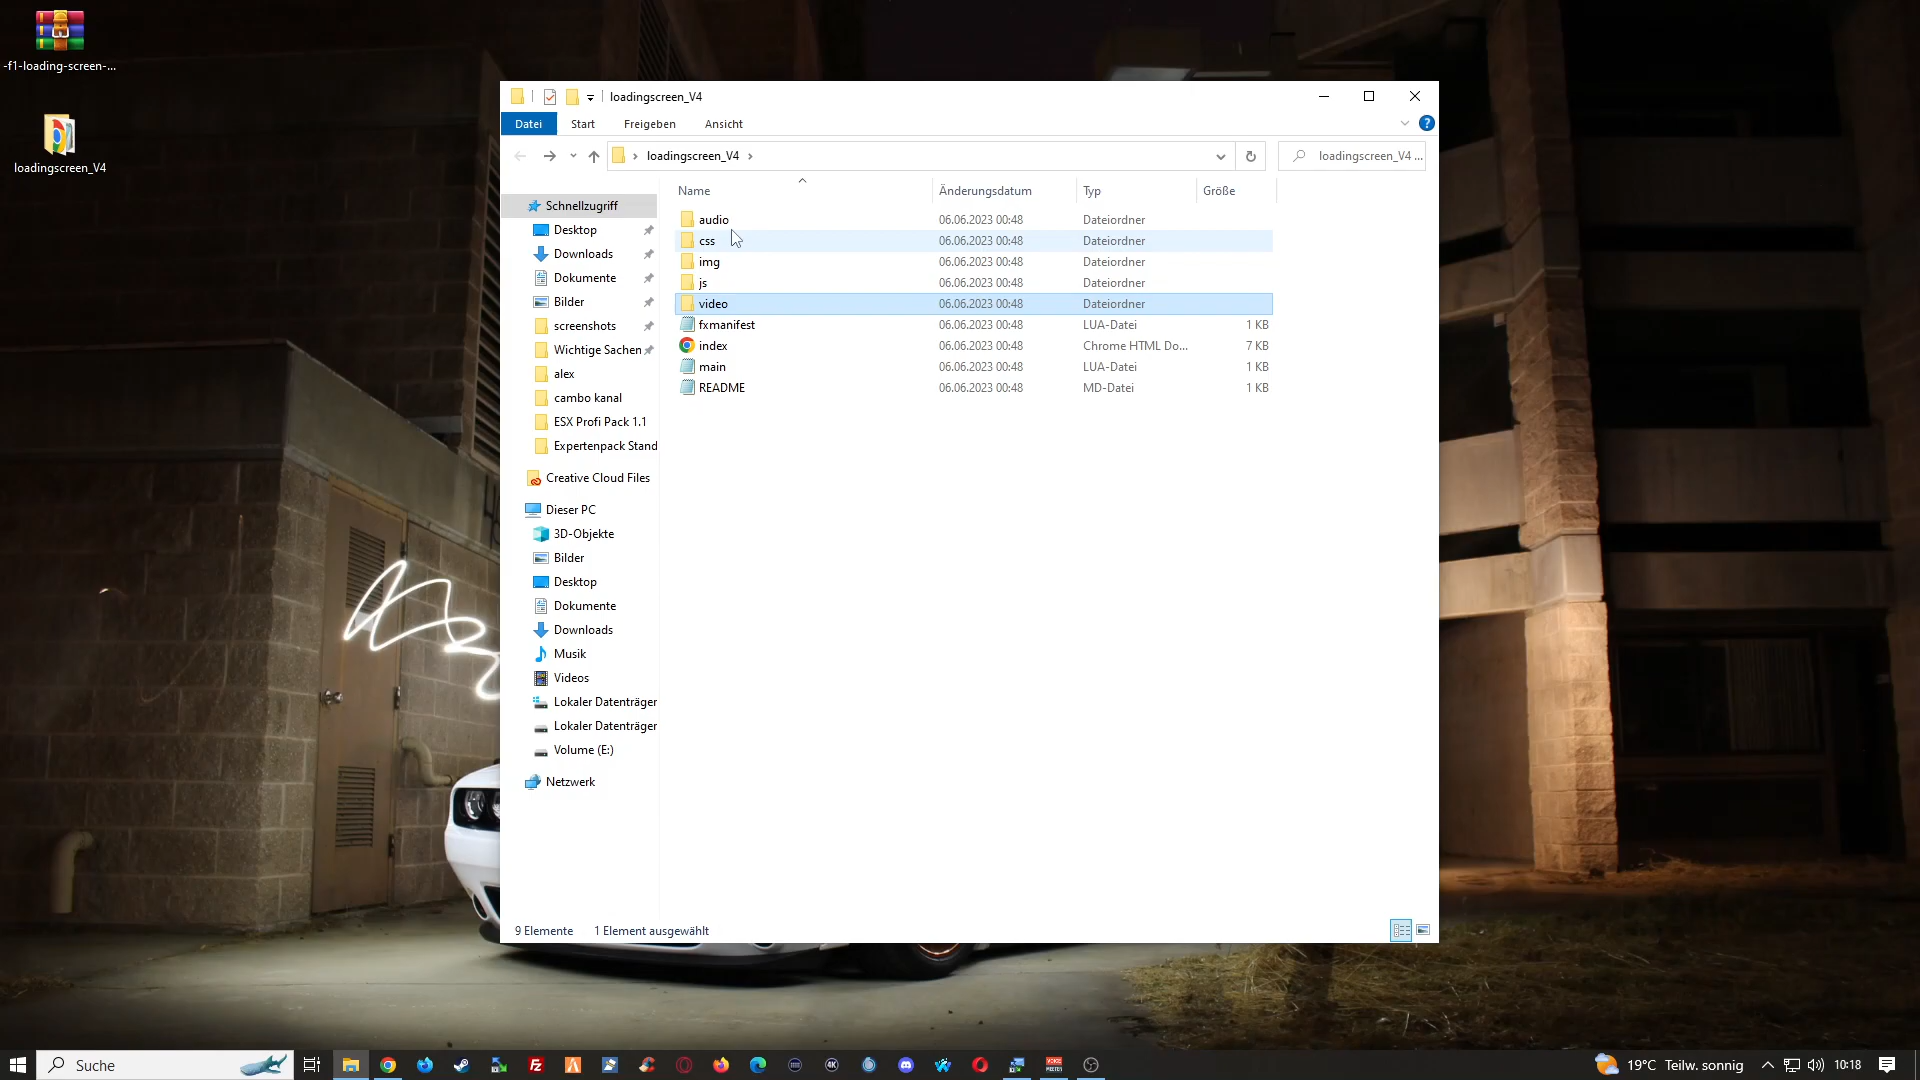 -f1-loading-screen-...
loadingscreen_V4
loadingscreen_V4
Datei Start Freigeben Ansicht
loadingscreen_V4
loadingscreen_V4 ...
Name Änderungsdatum Typ Größe
Schnellzugriff
Desktop
Downloads
Dokumente
Bilder
screenshots
Wichtige Sachen
alex
cambo kanal
ESX Profi Pack 1.1
Expertenpack Stand
Creative Cloud Files
Dieser PC
3D-Objekte
Bilder
Desktop
Dokumente
Downloads
Musik
Videos
Lokaler Datenträger
Lokaler Datenträger
Volume (E:)
Netzwerk
audio 06.06.2023 00:48 Dateiordner
css 06.06.2023 00:48 Dateiordner
img 06.06.2023 00:48 Dateiordner
js 06.06.2023 00:48 Dateiordner
video 06.06.2023 00:48 Dateiordner
fxmanifest 06.06.2023 00:48 LUA-Datei 1 KB
index 06.06.2023 00:48 Chrome HTML Do... 7 KB
main 06.06.2023 00:48 LUA-Datei 1 KB
README 06.06.2023 00:48 MD-Datei 1 KB
9 Elemente 1 Element ausgewählt
Suche
19°C Teilw. sonnig 10:18